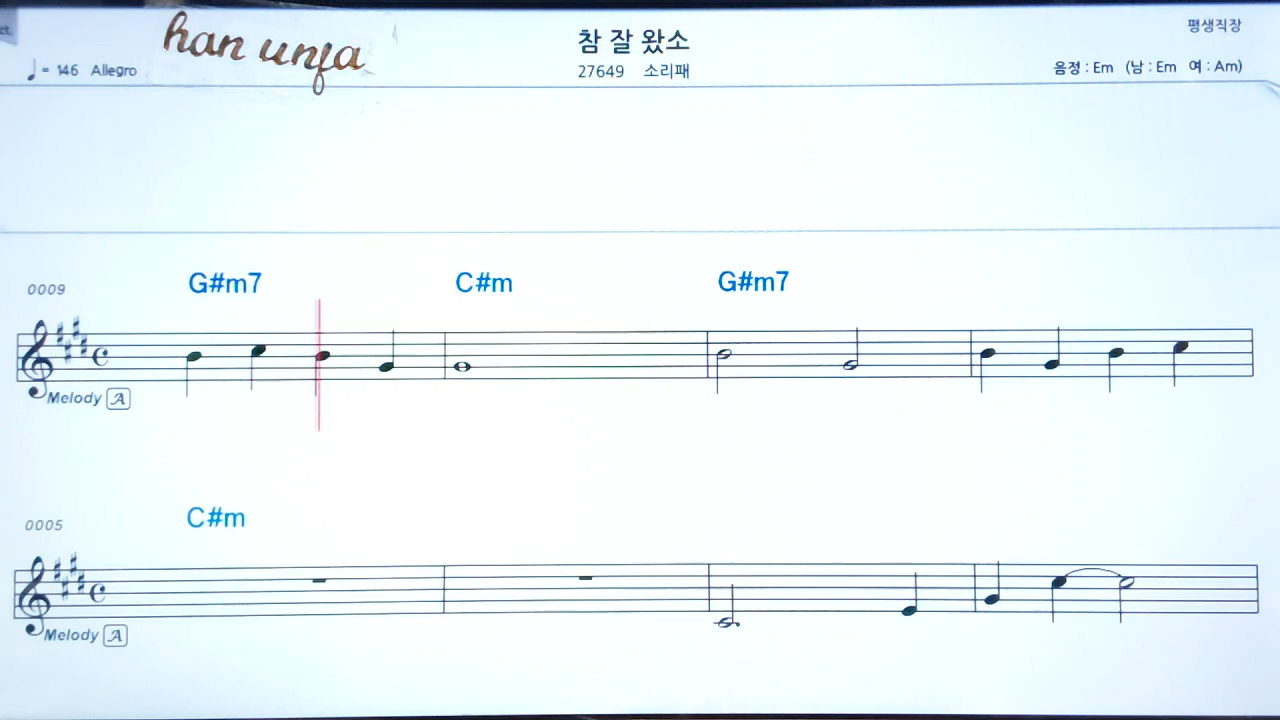 ct.
han unja
참 잘 왔소
평생직장
♩ = 146 Allegro
27649 소리패
음정 : Em (남 : Em 여 : Am)
0009
G#m7
C#m
G#m7
Melody A
0005
C#m
Melody A